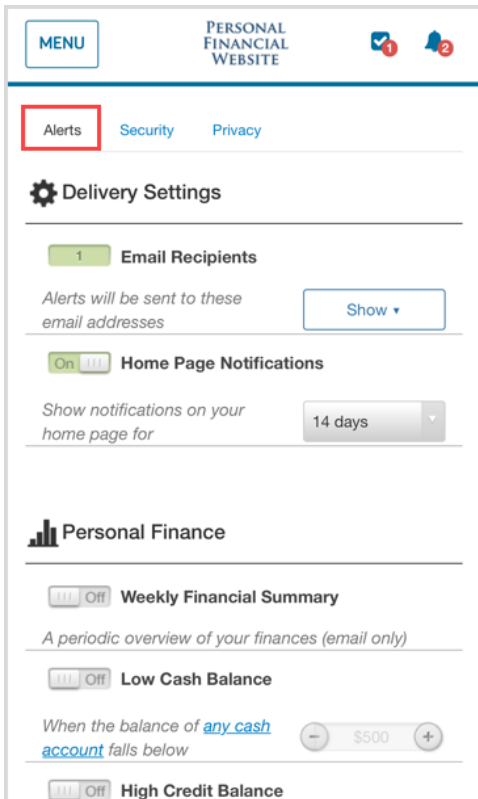 MENU
PERSONAL
FINANCIAL
WEBSITE
1
2
Alerts Security Privacy
Delivery Settings
1 Email Recipients
Alerts will be sent to these
email addresses
Show ▾
On Home Page Notifications
Show notifications on your
home page for
14 days
Personal Finance
Off Weekly Financial Summary
A periodic overview of your finances (email only)
Off Low Cash Balance
When the balance of any cash
account falls below
− $500 +
Off High Credit Balance